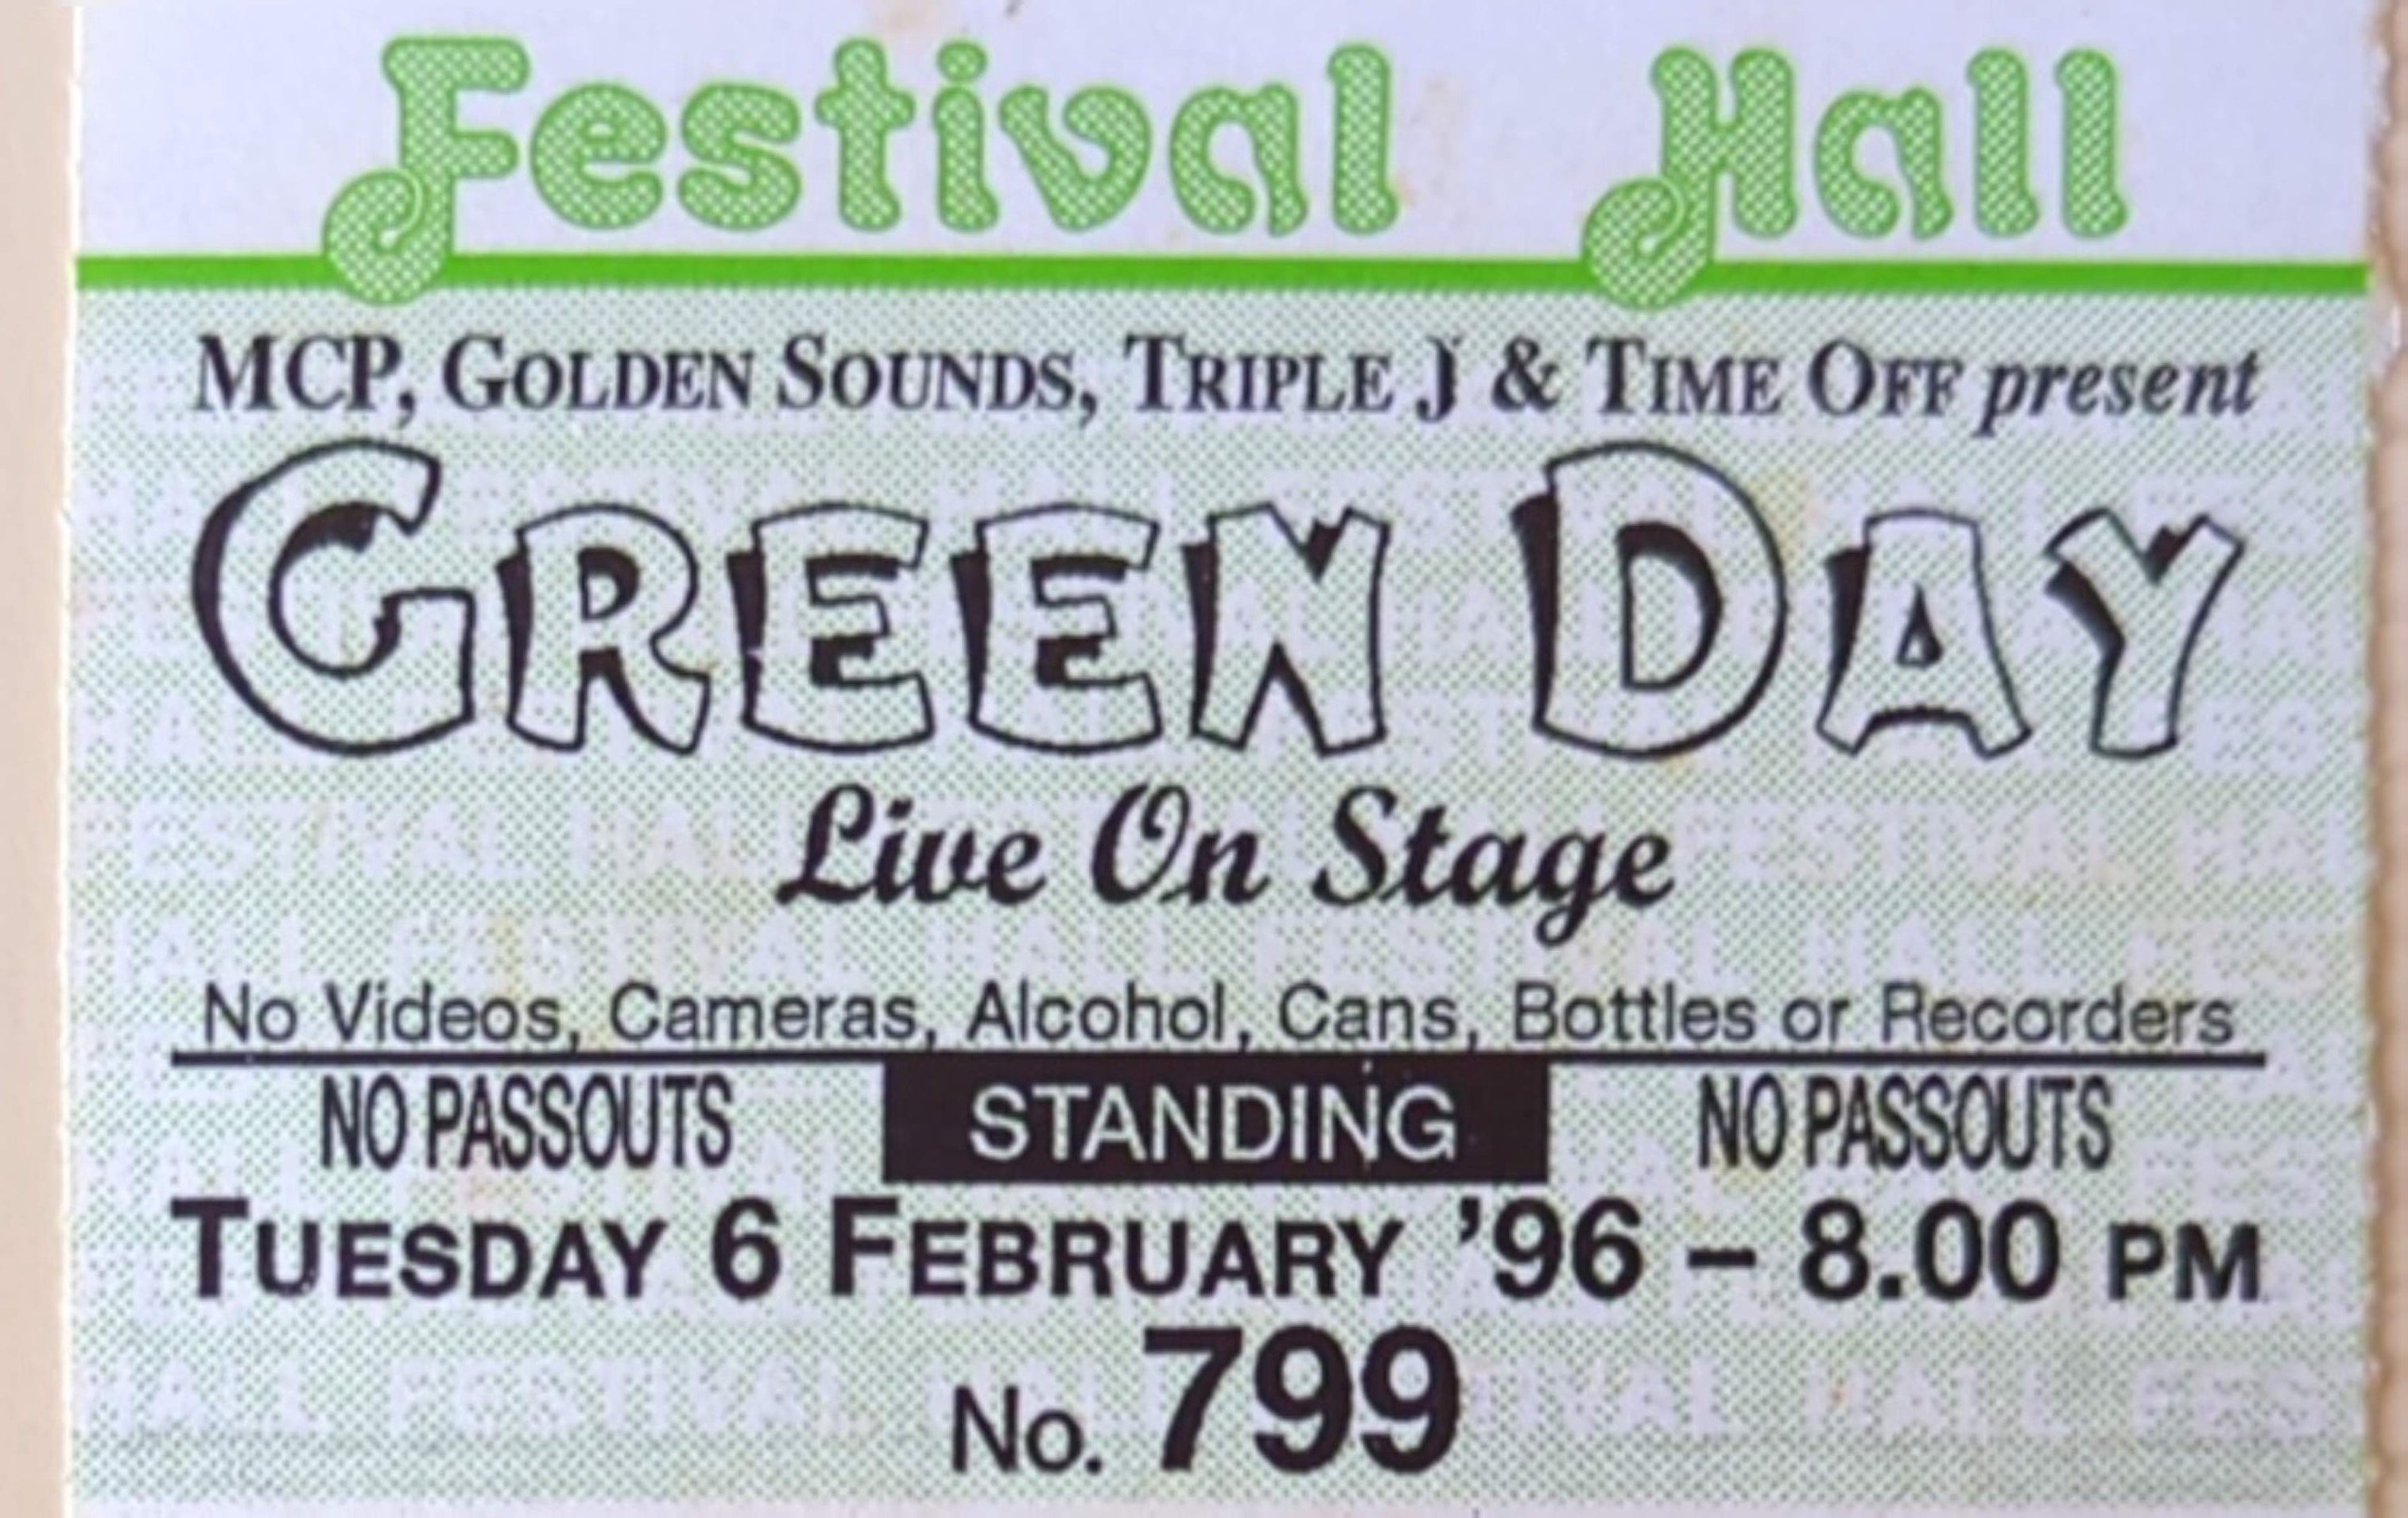 Festival Hall
MCP, GOLDEN SOUNDS, TRIPLE J & TIME OFF present
GREEN DAY
Live On Stage
No Videos, Cameras, Alcohol, Cans, Bottles or Recorders
NO PASSOUTS STANDING NO PASSOUTS
TUESDAY 6 FEBRUARY '96 – 8.00 PM
No. 799